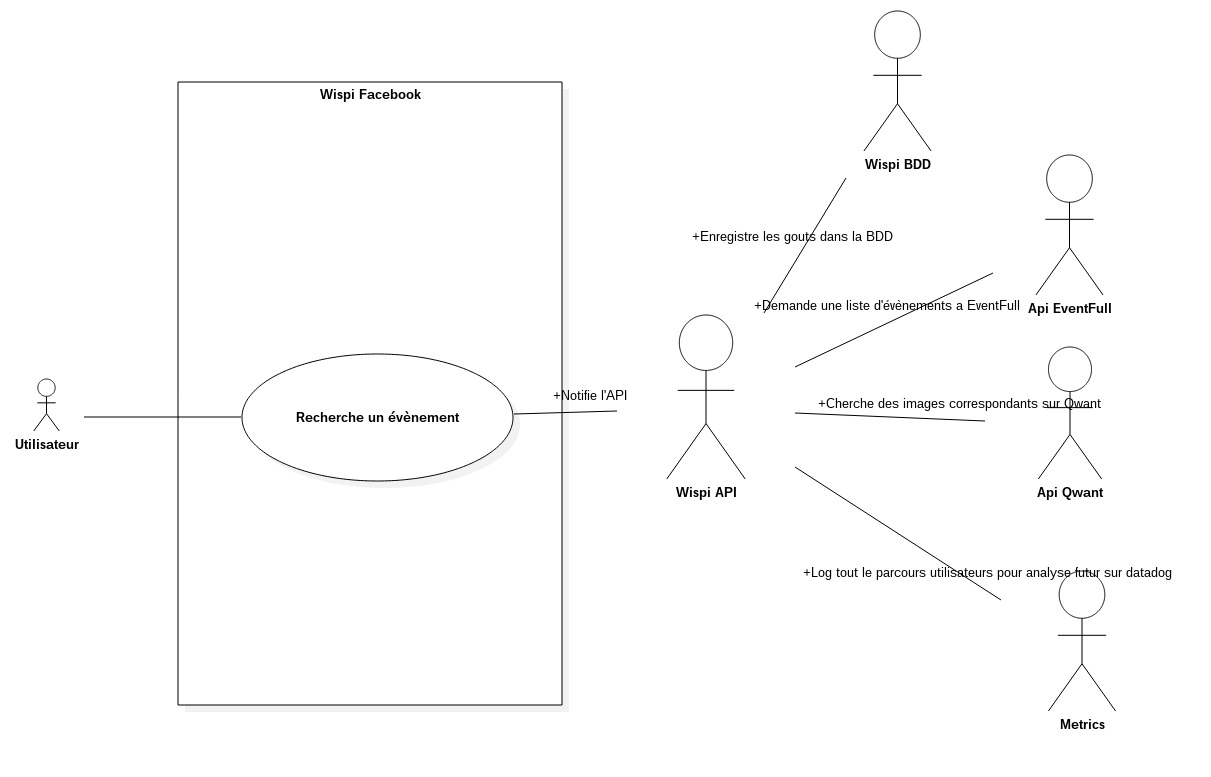 Wispi Facebook
Wispi BDD
+Enregistre les gouts dans la BDD
+Demande une liste d'évènements a EventFull
Api EventFull
+Notifie l'API
+Cherche des images correspondants sur Qwant
Recherche un évènement
Utilisateur
Wispi API
Api Qwant
+Log tout le parcours utilisateurs pour analyse futur sur datadog
Metrics